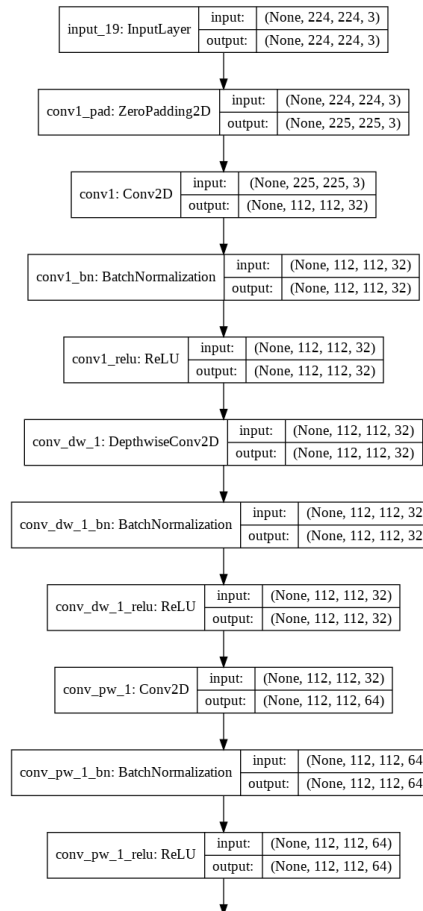 input_19: InputLayer
input: (None, 224, 224, 3)
output: (None, 224, 224, 3)
conv1_pad: ZeroPadding2D
input: (None, 224, 224, 3)
output: (None, 225, 225, 3)
conv1: Conv2D
input: (None, 225, 225, 3)
output: (None, 112, 112, 32)
conv1_bn: BatchNormalization
input: (None, 112, 112, 32)
output: (None, 112, 112, 32)
conv1_relu: ReLU
input: (None, 112, 112, 32)
output: (None, 112, 112, 32)
conv_dw_1: DepthwiseConv2D
input: (None, 112, 112, 32)
output: (None, 112, 112, 32)
conv_dw_1_bn: BatchNormalization
input: (None, 112, 112, 32
output: (None, 112, 112, 32
conv_dw_1_relu: ReLU
input: (None, 112, 112, 32)
output: (None, 112, 112, 32)
conv_pw_1: Conv2D
input: (None, 112, 112, 32)
output: (None, 112, 112, 64)
conv_pw_1_bn: BatchNormalization
input: (None, 112, 112, 64
output: (None, 112, 112, 64
conv_pw_1_relu: ReLU
input: (None, 112, 112, 64)
output: (None, 112, 112, 64)